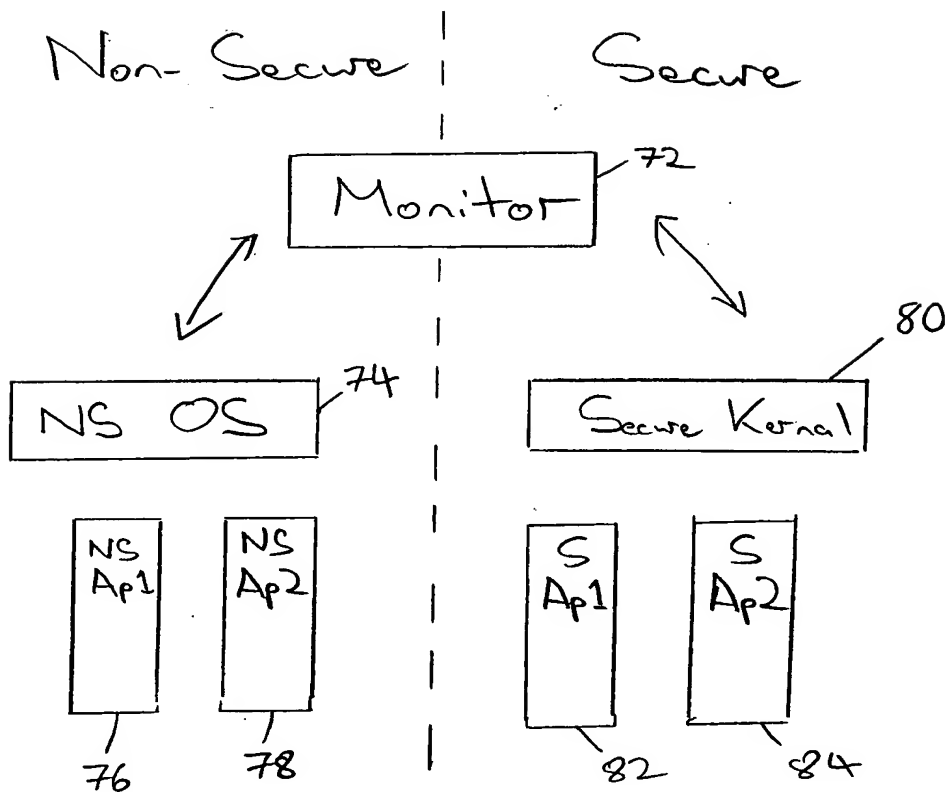 Non-Secure
Secure
Monitor
72
80
74
NS OS
Secure Kernal
NS
Ap1
NS
Ap2
S
Ap1
S
Ap2
76
78
82
84